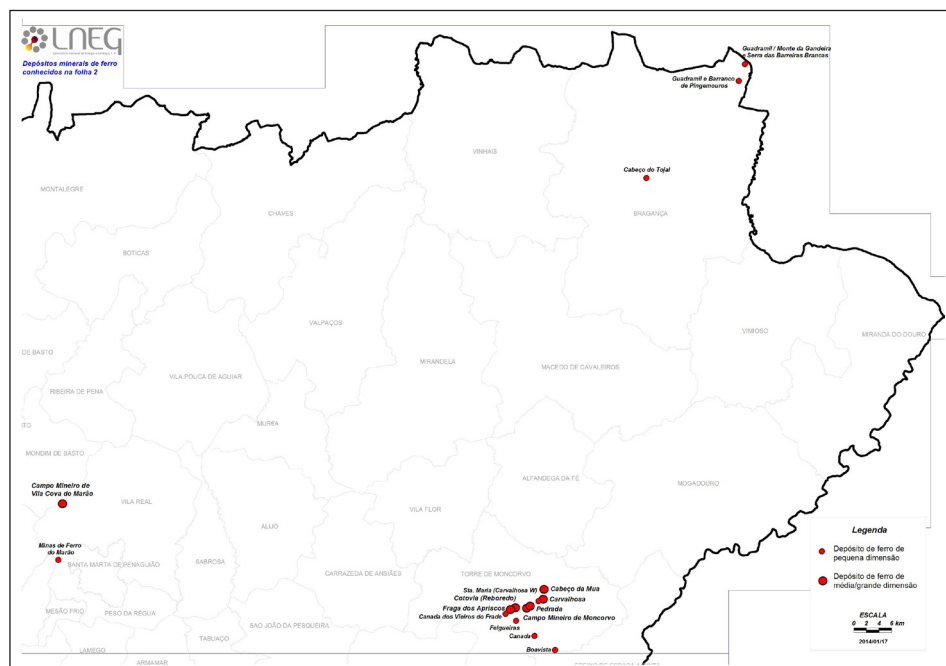 LNEG
Depósitos minerais de ferro
conhecidos na folha 2
Guadramil / Monte da Gandeira
e Serra das Barreiras Brancas
Guadramil e Barranco
de Pingemouros
VINHAIS
Cabeço do Tojal
MONTALEGRE
CHAVES
BRAGANÇA
BOTICAS
VALPAÇOS
VIMIOSO
MIRANDA DO DOURO
DE BASTO
MIRANDELA
VILA POUCA DE AGUIAR
MACEDO DE CAVALEIROS
RIBEIRA DE PENA
MURÇA
MONDIM DE BASTO
Campo Mineiro de
Vila Cova do Marão
VILA REAL
ALFANDEGA DA FE
MOGADOURO
VILA FLOR
ALIJO
Minas de Ferro
do Marão
SANTA MARTA DE PENAGUIÃO
SABROSA
CARRAZEDA DE ANSIÃES
TORRE DE MONCORVO
Sta. Maria (Carvalhosa W)
Cabeço da Mua
Cotovia (Reboredo)
Carvalhosa
Fraga dos Apriscos
Pedrada
Canada dos Vieiros do Frade
Campo Mineiro de Moncorvo
Felgueiras
Canada
Boavista
MESÃO FRIO
PESO DA RÉGUA
SAO JOÃO DA PESQUEIRA
TABUAÇO
LAMEGO
ARMAMAR
Legenda
Depósito de ferro de
pequena dimensão
Depósito de ferro de
média/grande dimensão
ESCALA
0 2 4 6 km
2014/01/17